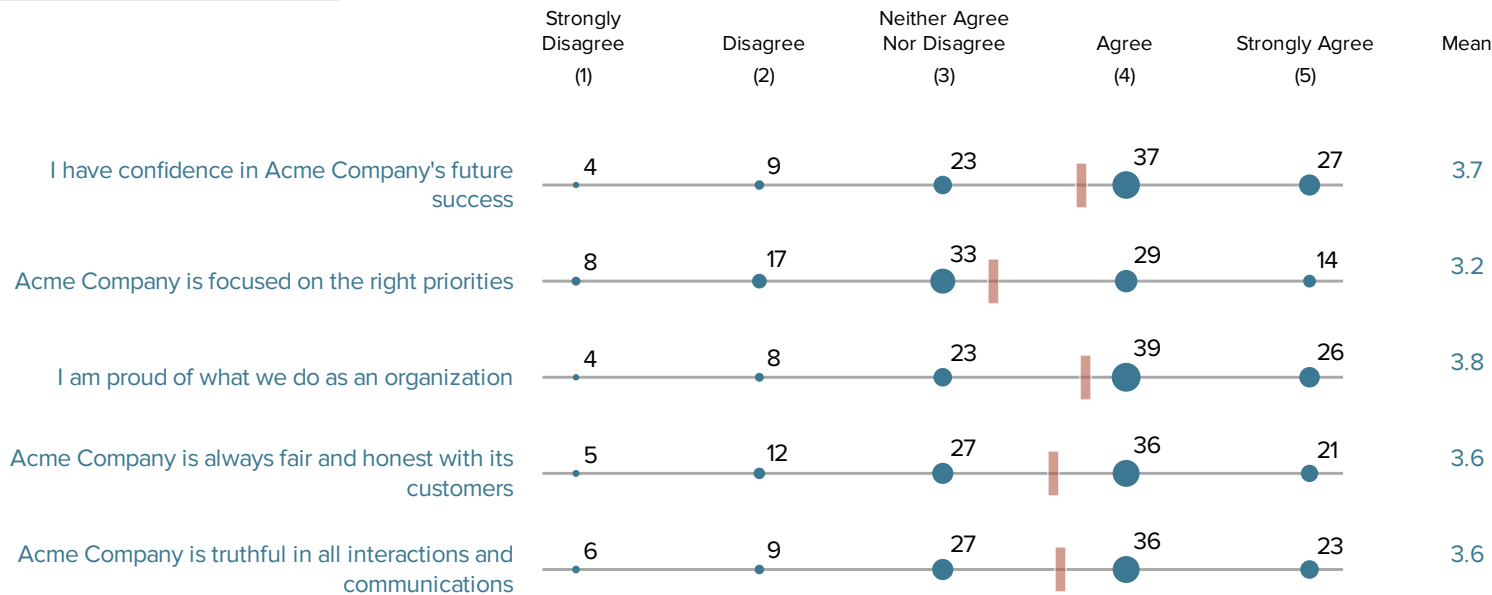 Strongly Disagree Neither Agree Nor Disagree Agree Strongly Agree Mean
Disagree
(1) (2) (3) (4) (5)
I have confidence in Acme Company's future
success
4 9 23 37 27 3.7
Acme Company is focused on the right priorities
8 17 33 29 14 3.2
I am proud of what we do as an organization
4 8 23 39 26 3.8
Acme Company is always fair and honest with its
customers
5 12 27 36 21 3.6
Acme Company is truthful in all interactions and
communications
6 9 27 36 23 3.6